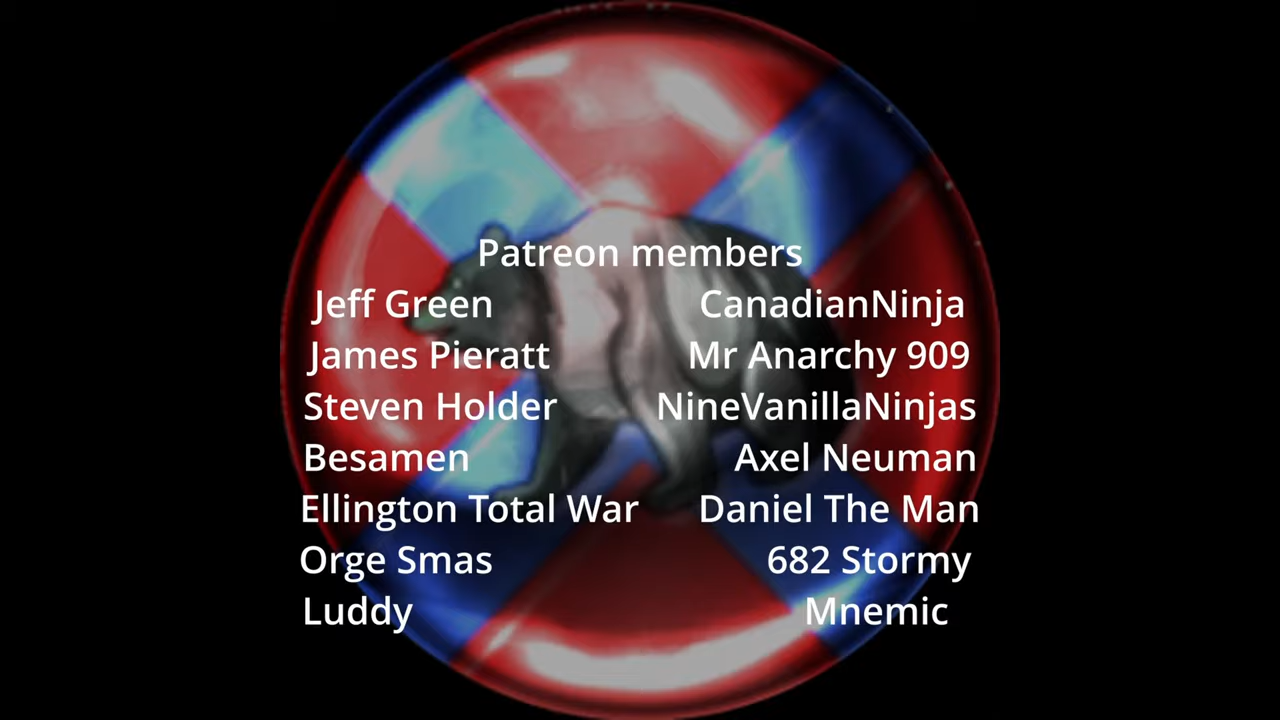 Patreon members
Jeff Green CanadianNinja
James Pieratt Mr Anarchy 909
Steven Holder NineVanillaNinjas
Besamen Axel Neuman
Ellington Total War Daniel The Man
Orge Smas 682 Stormy
Luddy Mnemic